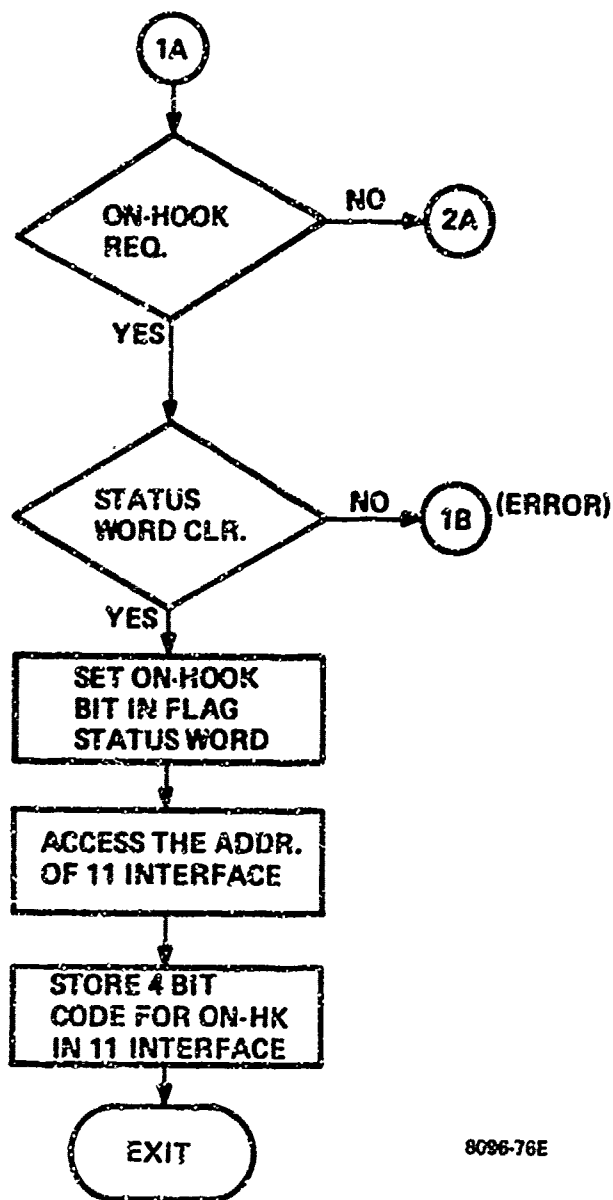 1A
ON-HOOK
REQ.
NO
2A
YES
STATUS
WORD CLR.
NO
1B
(ERROR)
YES
SET ON-HOOK
BIT IN FLAG
STATUS WORD
ACCESS THE ADDR.
OF 11 INTERFACE
STORE 4 BIT
CODE FOR ON-HK
IN 11 INTERFACE
EXIT
8096-76E